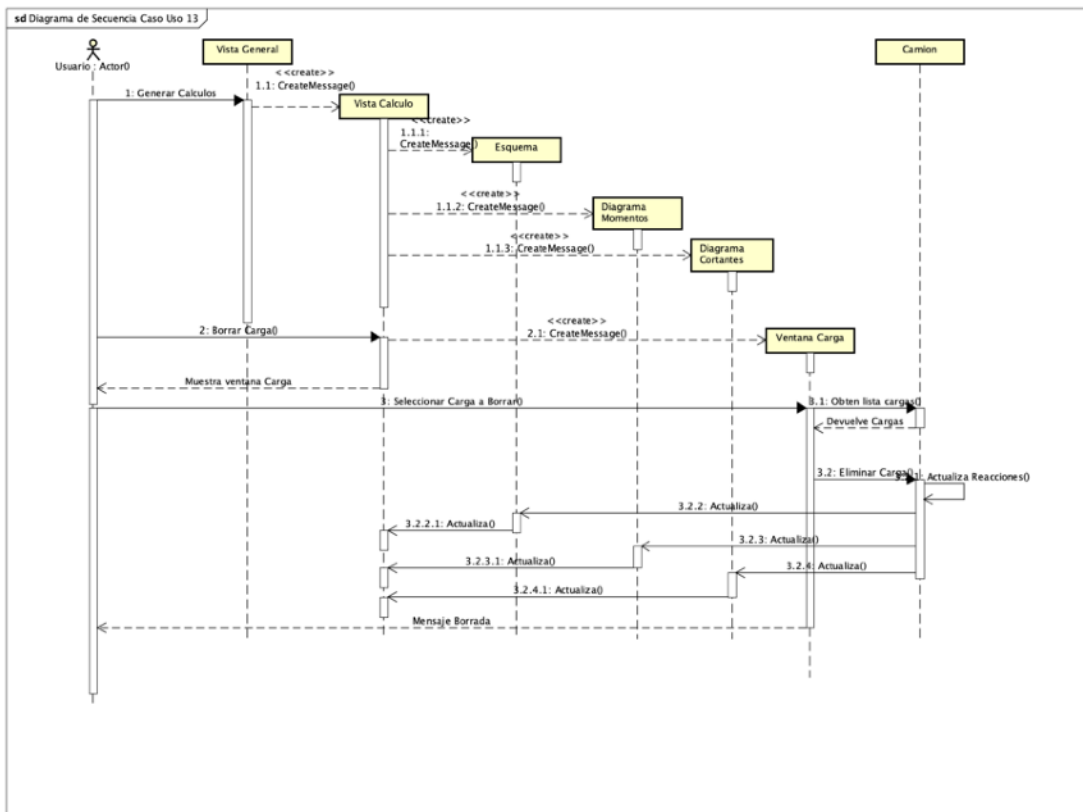 sd Diagrama de Secuencia Caso Uso 13
Usuario : Actor0
Vista General
Camion
<<create>>
1.1: CreateMessage()
1: Generar Calculos
Vista Calculo
<<create>>
1.1.1:
CreateMessage()
Esquema
<<create>>
1.1.2: CreateMessage()
Diagrama
Momentos
<<create>>
1.1.3: CreateMessage()
Diagrama
Cortantes
<<create>>
2: Borrar Carga()
2.1: CreateMessage()
Ventana Carga
Muestra ventana Carga
3: Seleccionar Carga a Borrar()
3.1: Obten lista cargas()
Devuelve Cargas
3.2: Eliminar Carga()
3.2.1: Actualiza Reacciones()
3.2.2: Actualiza()
3.2.2.1: Actualiza()
3.2.3: Actualiza()
3.2.3.1: Actualiza()
3.2.4: Actualiza()
3.2.4.1: Actualiza()
Mensaje Borrada